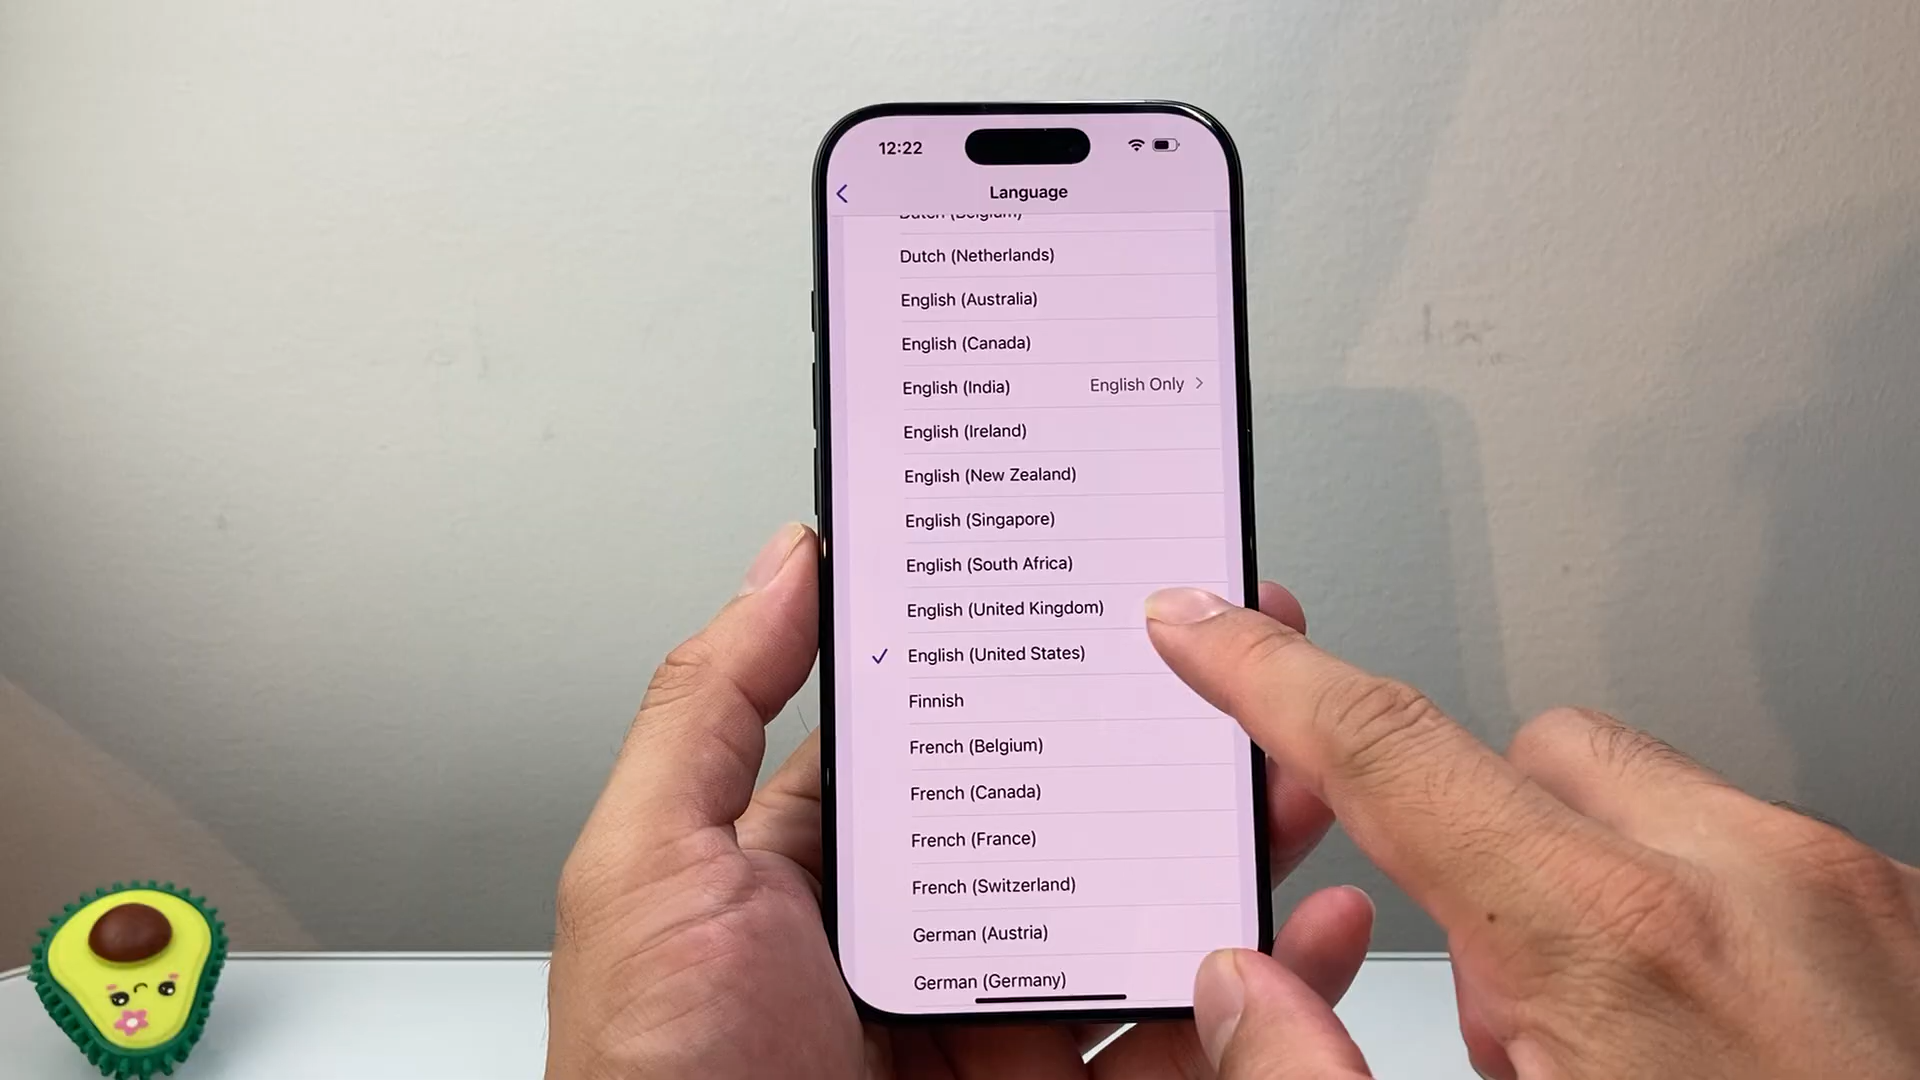 12:22
Language
Dutch (Belgium)
Dutch (Netherlands)
English (Australia)
English (Canada)
English (India) English Only
English (Ireland)
English (New Zealand)
English (Singapore)
English (South Africa)
English (United Kingdom)
English (United States)
Finnish
French (Belgium)
French (Canada)
French (France)
French (Switzerland)
German (Austria)
German (Germany)